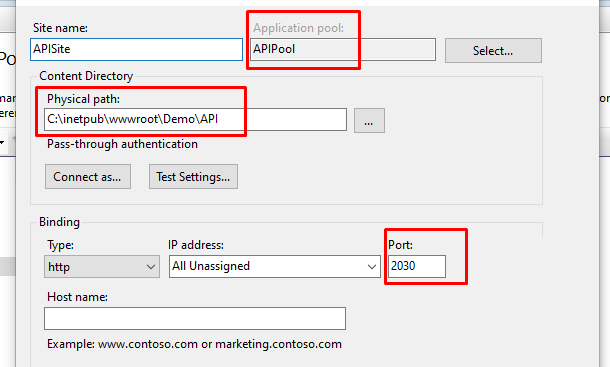 Site name:
Application pool:
APISite
APIPool
Select...
Content Directory
Physical path:
C:\inetpub\wwwroot\Demo\API
...
Pass-through authentication
Connect as...
Test Settings...
Binding
Type:
IP address:
Port:
http
All Unassigned
2030
Host name:
Example: www.contoso.com or marketing.contoso.com